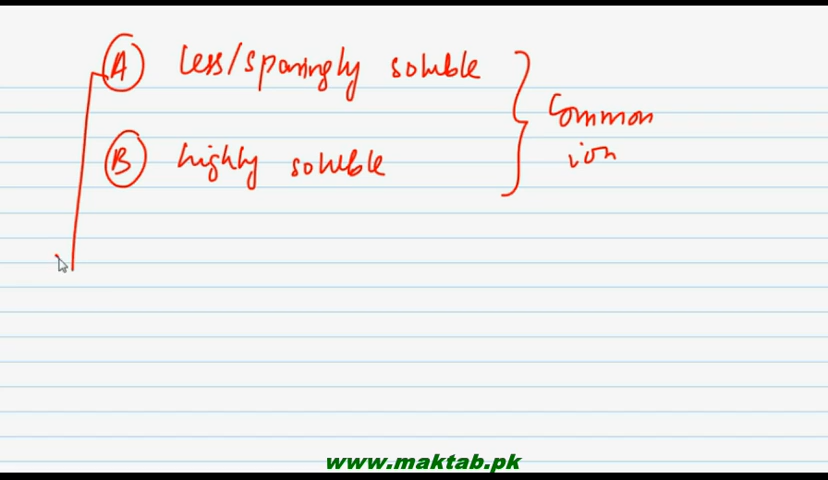 A less/sparingly soluble
B highly soluble
Common
ion
www.maktab.pk